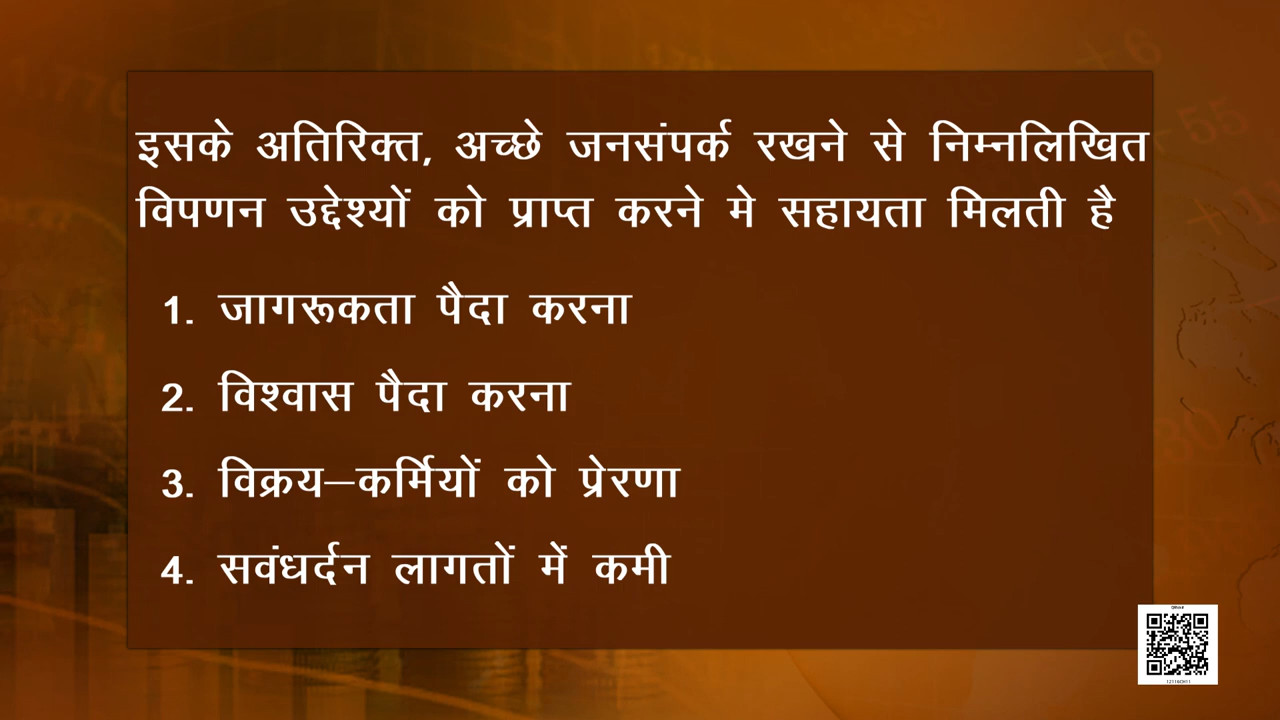 इसके अतिरिक्त, अच्छे जनसंपर्क रखने से निम्नलिखित
विपणन उद्देश्यों को प्राप्त करने मे सहायता मिलती है
1. जागरूकता पैदा करना
2. विश्वास पैदा करना
3. विक्रय–कर्मियों को प्रेरणा
4. सवंधर्दन लागतों में कमी